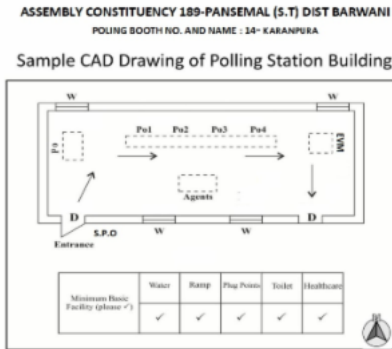 ASSEMBLY CONSTITUENCY 189-PANSEMAL (S.T) DIST BARWANI
POLING BOOTH NO. AND NAME : 14- KARANPURA
Sample CAD Drawing of Polling Station Building
W W
Po1 Po2 Po3 Po4
Po
EVM
Agents
D D
S.P.O W W
Entrance
Minimum Basic Facility (please ✓) Water Ramp Plug Points Toilet Healthcare
✓ ✓ ✓ ✓ ✓